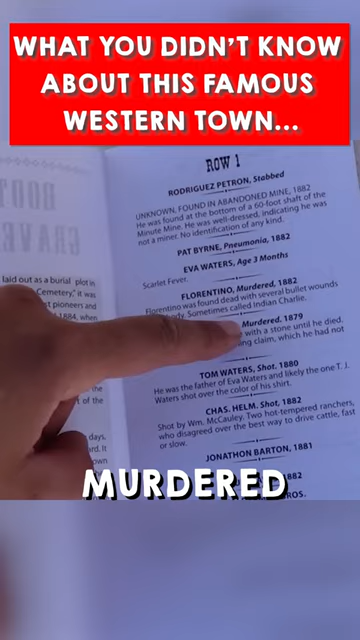 WHAT YOU DIDN'T KNOW
ABOUT THIS FAMOUS
WESTERN TOWN...
ROW 1
RODRIGUEZ PETRON, Stabbed
UNKNOWN, FOUND IN ABANDONED MINE, 1882
He was found at the bottom of a 60-foot shaft of the
Minute Mine. He was well-dressed, indicating he was
not a miner. No identification of any kind.
PAT BYRNE, Pneumonia, 1882
EVA WATERS, Age 3 Months
Scarlet Fever.
FLORENTINO, Murdered, 1882
Florentino was found dead with several bullet wounds
body. Sometimes called Indian Charlie.
Murdered, 1879
with a stone until he died.
claim, which he had not
TOM WATERS, Shot. 1880
He was the father of Eva Waters and likely the one T. J.
Waters shot over the color of his shirt.
CHAS. HELM, Shot, 1882
Shot by Wm. McCauley. Two hot-tempered ranchers,
who disagreed over the best way to drive cattle, fast
or slow.
JONATHON BARTON, 1881
1882
BROS.
laid out as a burial plot in
Cemetery," it was
pioneers and
1884, when
the
of the
days,
It
MURDERED